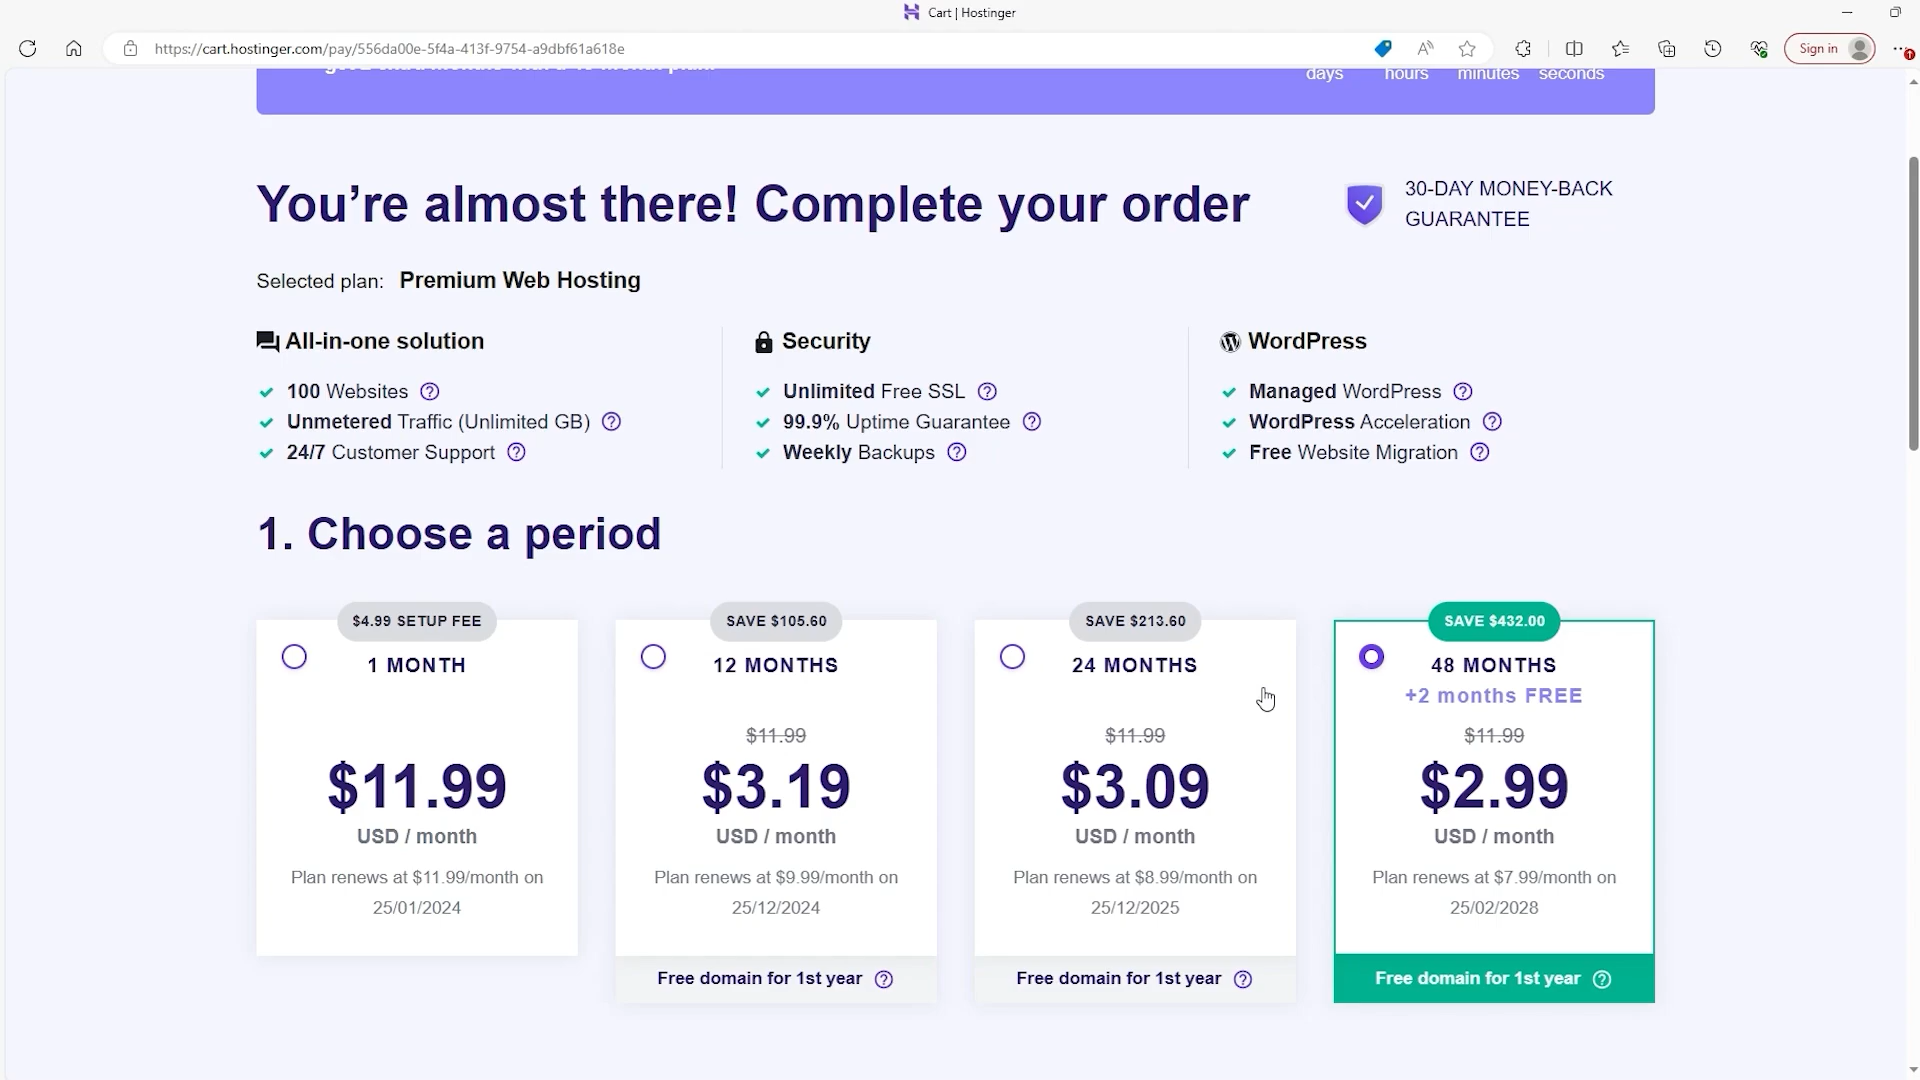 Cart | Hostinger
https://cart.hostinger.com/pay/556da00e-5f4a-413f-9754-a9dbf61a618e
Sign in
days hours minutes seconds
You’re almost there! Complete your order
30-DAY MONEY-BACK
GUARANTEE
Selected plan: Premium Web Hosting
All-in-one solution
100 Websites
Unmetered Traffic (Unlimited GB)
24/7 Customer Support
Security
Unlimited Free SSL
99.9% Uptime Guarantee
Weekly Backups
WordPress
Managed WordPress
WordPress Acceleration
Free Website Migration
1. Choose a period
$4.99 SETUP FEE
1 MONTH
$11.99
USD / month
Plan renews at $11.99/month on
25/01/2024
SAVE $105.60
12 MONTHS
$11.99
$3.19
USD / month
Plan renews at $9.99/month on
25/12/2024
Free domain for 1st year
SAVE $213.60
24 MONTHS
$11.99
$3.09
USD / month
Plan renews at $8.99/month on
25/12/2025
Free domain for 1st year
SAVE $432.00
48 MONTHS
+2 months FREE
$11.99
$2.99
USD / month
Plan renews at $7.99/month on
25/02/2028
Free domain for 1st year